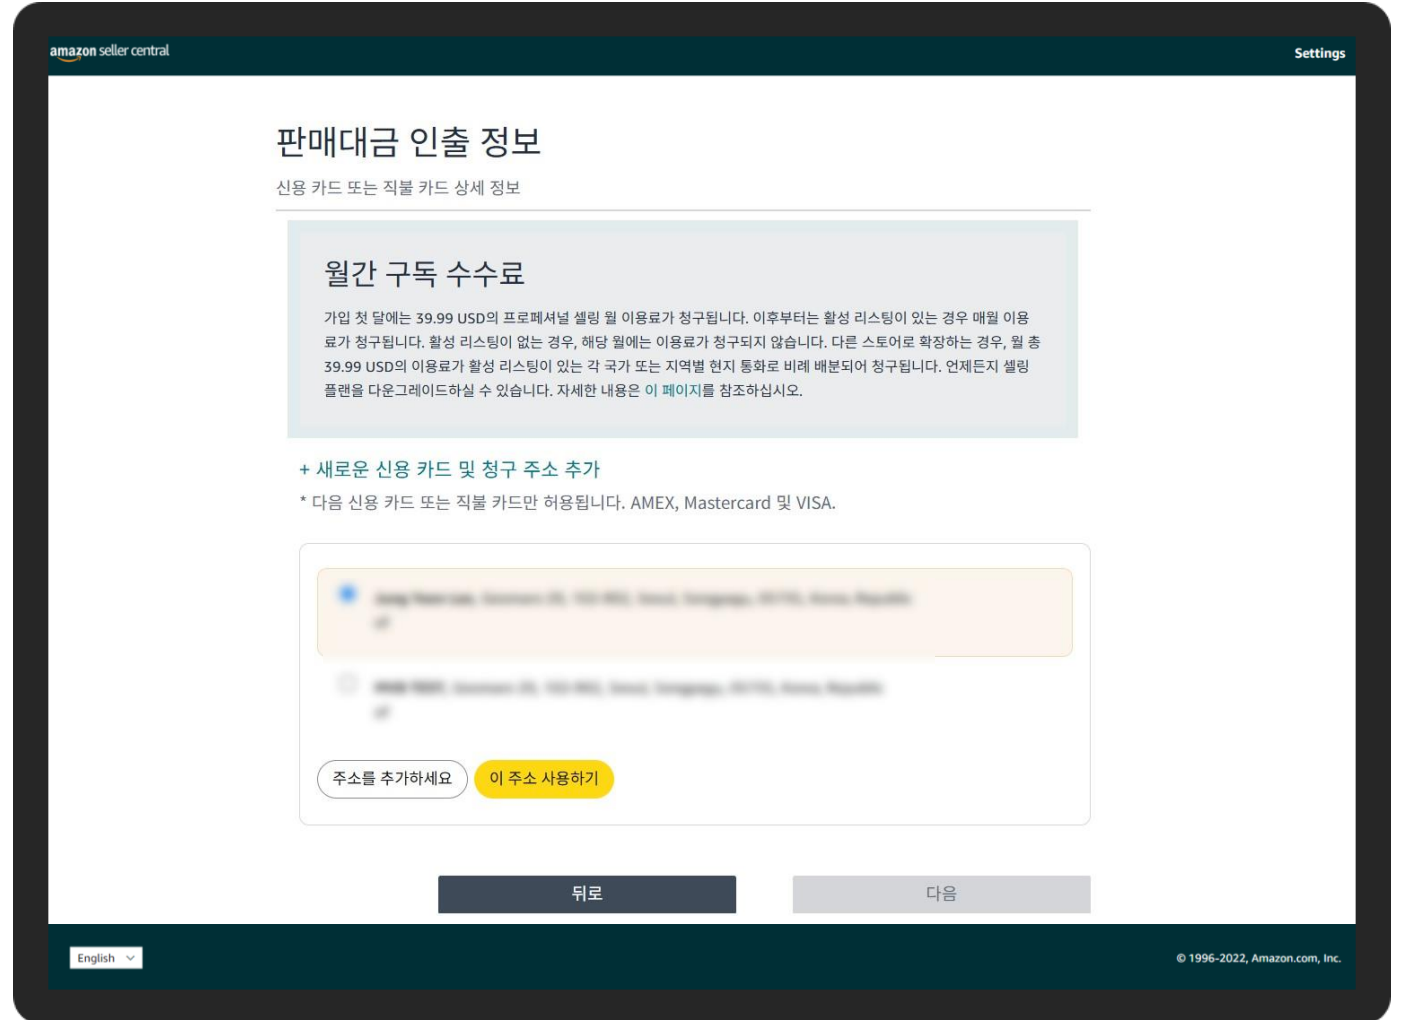 amazon seller central
Settings
판매대금 인출 정보
신용 카드 또는 직불 카드 상세 정보
월간 구독 수수료
가입 첫 달에는 39.99 USD의 프로페셔널 셀링 월 이용료가 청구됩니다. 이후부터는 활성 리스팅이 있는 경우 매월 이용
료가 청구됩니다. 활성 리스팅이 없는 경우, 해당 월에는 이용료가 청구되지 않습니다. 다른 스토어로 확장하는 경우, 월 총
39.99 USD의 이용료가 활성 리스팅이 있는 각 국가 또는 지역별 현지 통화로 비례 배분되어 청구됩니다. 언제든지 셀링
플랜을 다운그레이드하실 수 있습니다. 자세한 내용은 이 페이지를 참조하십시오.
+ 새로운 신용 카드 및 청구 주소 추가
* 다음 신용 카드 또는 직불 카드만 허용됩니다. AMEX, Mastercard 및 VISA.
주소를 추가하세요
이 주소 사용하기
뒤로
다음
English
© 1996-2022, Amazon.com, Inc.